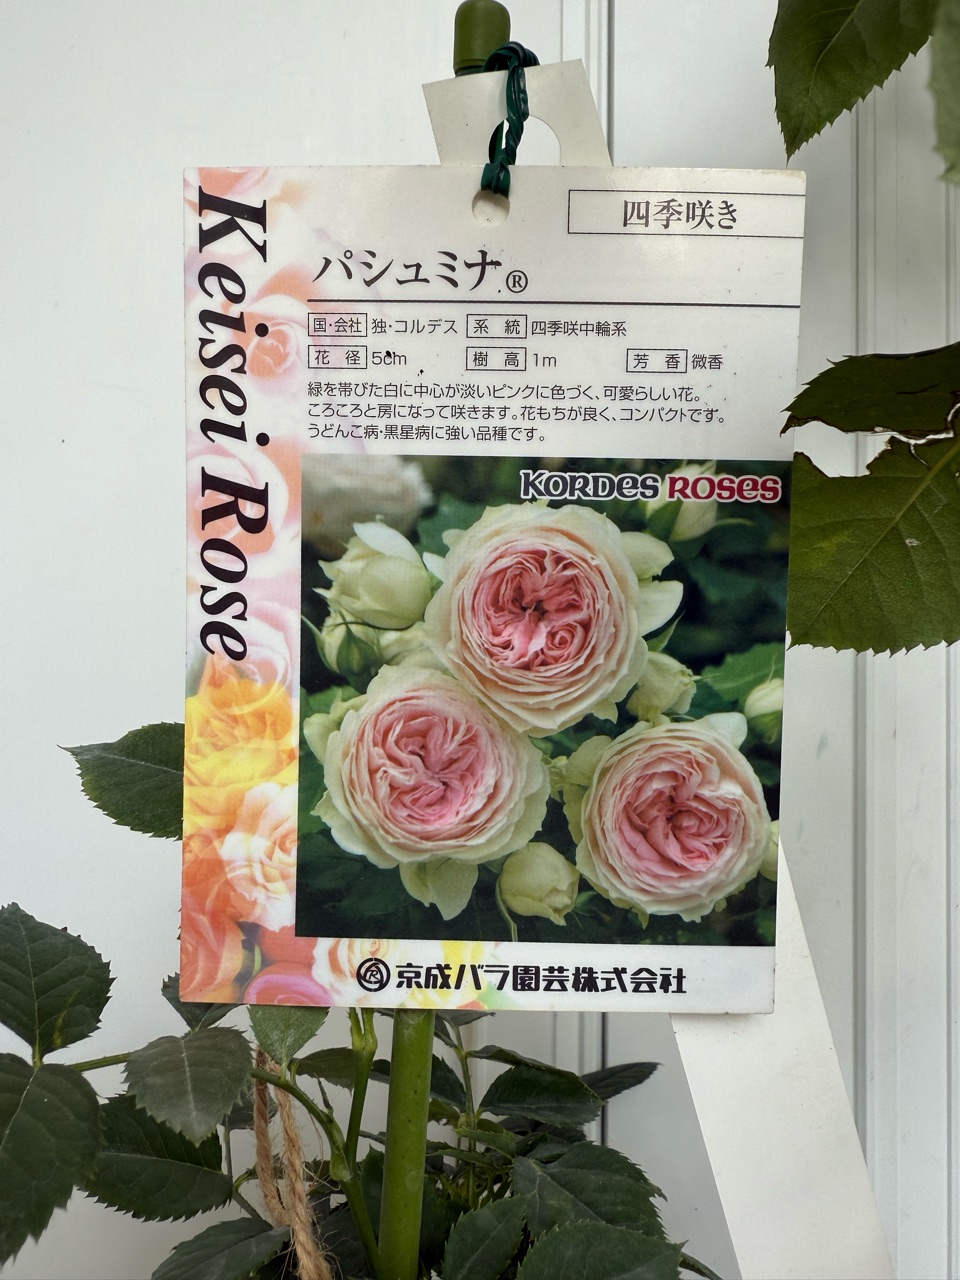 四季咲き
パシュミナ®
国・会社 独・コルデス 系統 四季咲中輪系
花径 5cm 樹高 1m 芳香 微香
緑を帯びた白に中心が淡いピンクに色づく、可愛らしい花。
ころころと房になって咲きます。花もちが良く、コンパクトです。
うどんこ病・黒星病に強い品種です。
KORDES ROSES
Keisei Rose
京成バラ園芸株式会社